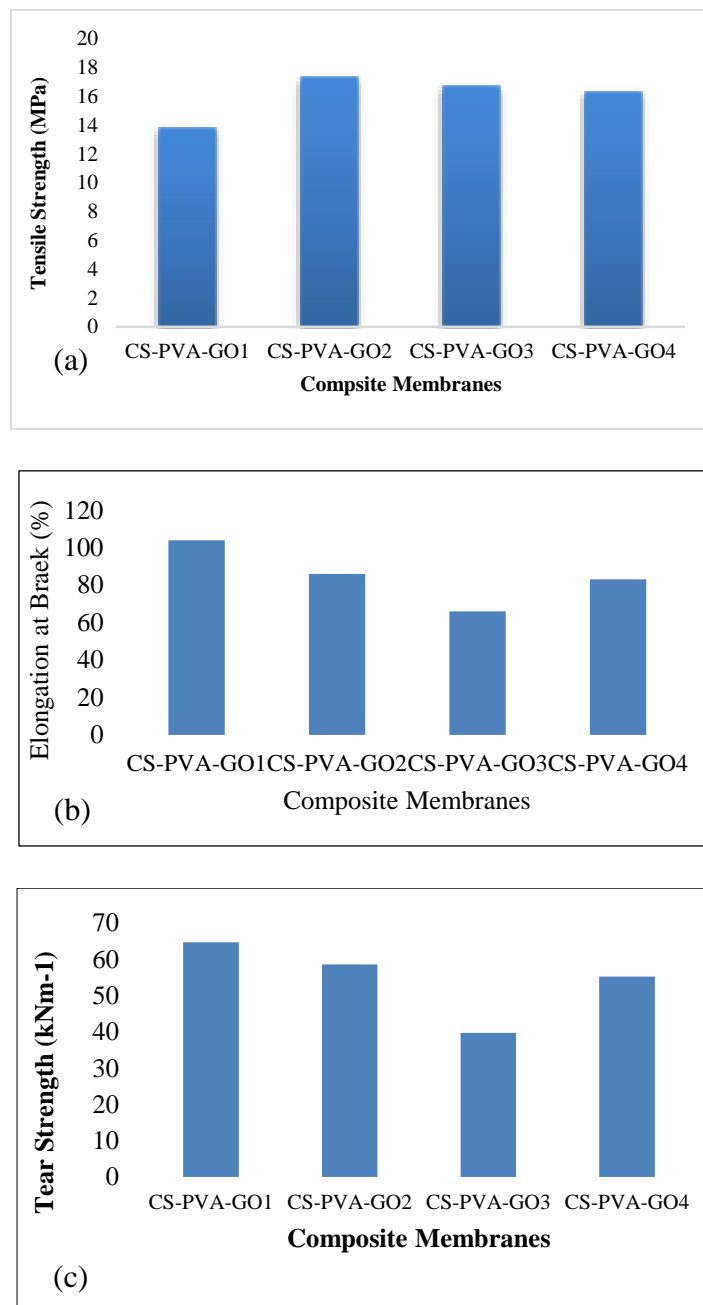 20
18
16
14
12
10
8
6
4
2
0
Tensile Strength (MPa)
CS-PVA-GO1 CS-PVA-GO2 CS-PVA-GO3 CS-PVA-GO4
(a)
Compsite Membranes
120
100
80
60
40
20
0
Elongation at Braek (%)
CS-PVA-GO1CS-PVA-GO2CS-PVA-GO3CS-PVA-GO4
(b)
Composite Membranes
70
60
50
40
30
20
10
0
Tear Strength (kNm-1)
CS-PVA-GO1 CS-PVA-GO2 CS-PVA-GO3 CS-PVA-GO4
Composite Membranes
(c)